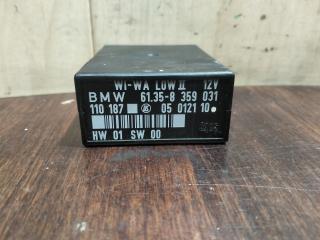 WI-WA LOW II 12V
BMW 61.35-8 359 031
110 187 05 0121 10
HW 01 SW 00